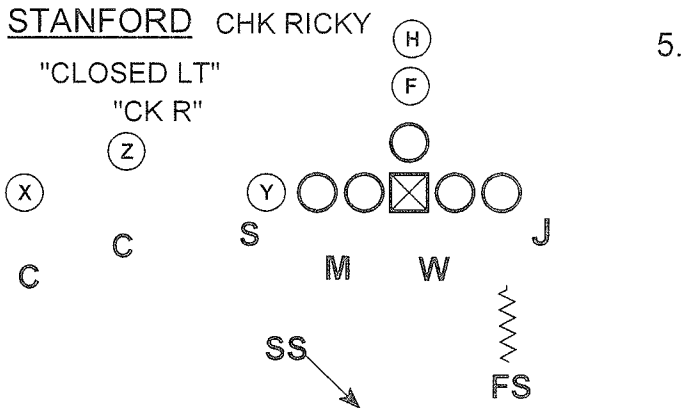 STANFORD CHK RICKY
5.
"CLOSED LT"
"CK R"
H
F
Z
X
Y
S
J
C
C
M
W
SS
FS